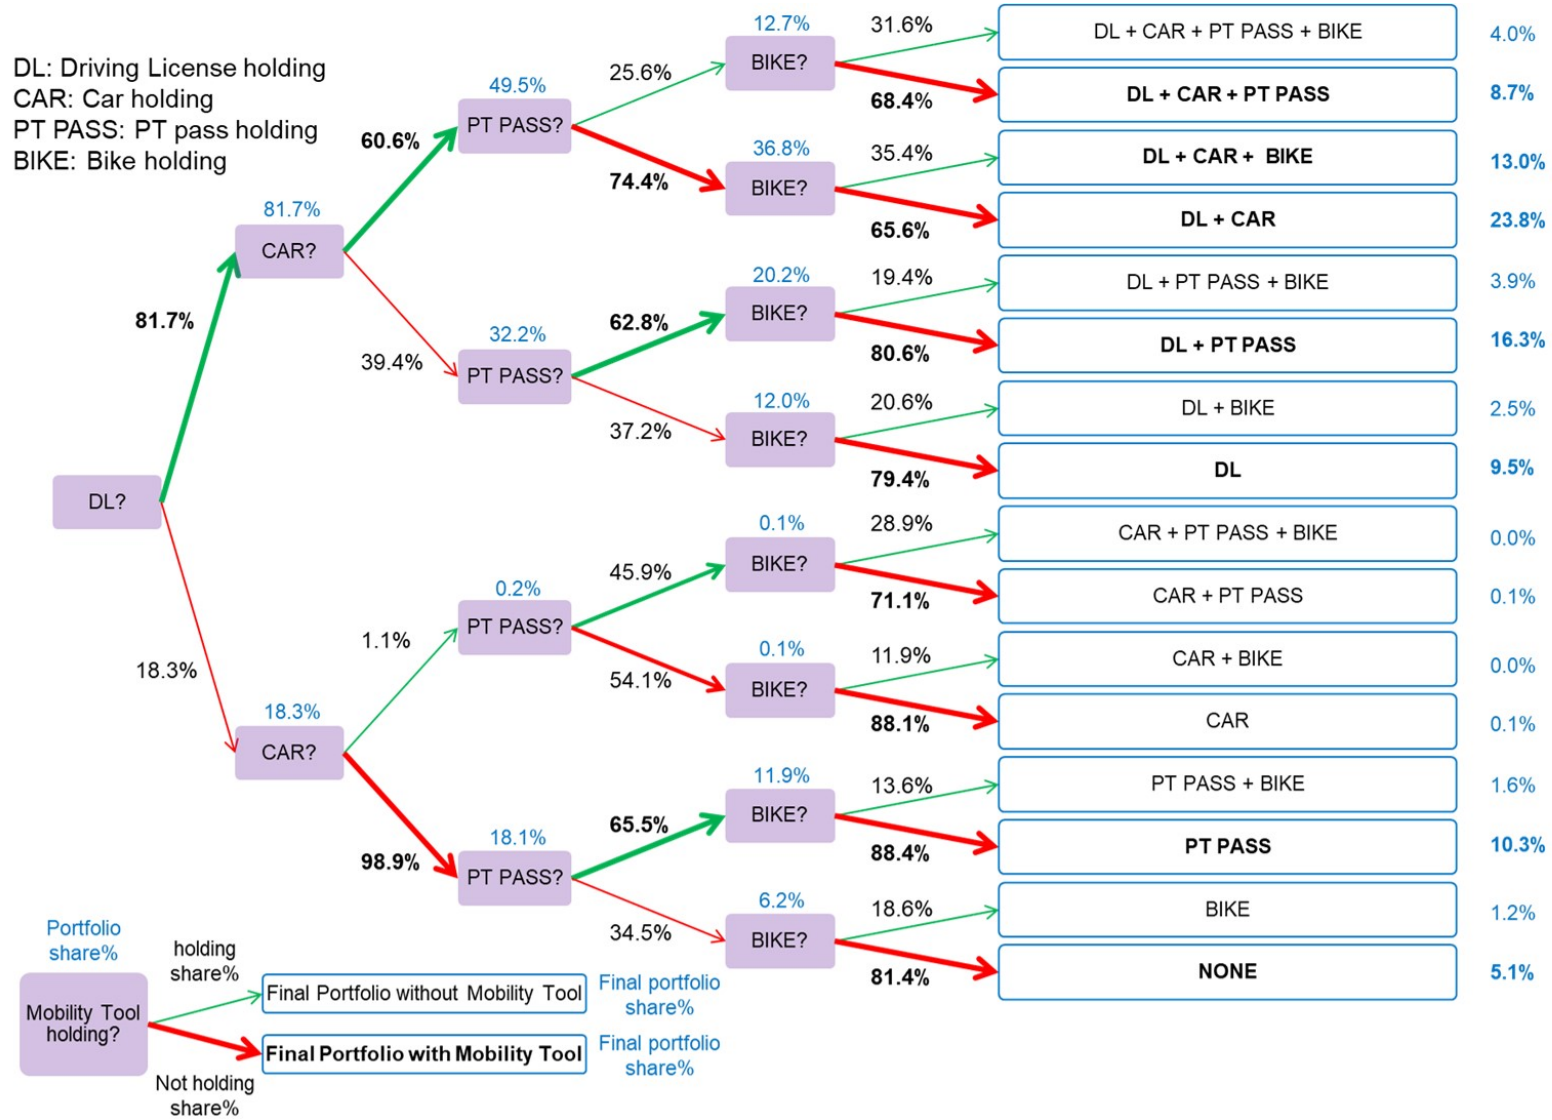 DL: Driving License holding
CAR: Car holding
PT PASS: PT pass holding
BIKE: Bike holding
DL?
81.7%
18.3%
81.7%
CAR?
60.6%
39.4%
18.3%
CAR?
1.1%
98.9%
49.5%
PT PASS?
25.6%
74.4%
32.2%
PT PASS?
62.8%
37.2%
0.2%
PT PASS?
45.9%
54.1%
18.1%
PT PASS?
65.5%
34.5%
12.7%
BIKE?
31.6%
68.4%
36.8%
BIKE?
35.4%
65.6%
20.2%
BIKE?
19.4%
80.6%
12.0%
BIKE?
20.6%
79.4%
0.1%
BIKE?
28.9%
71.1%
0.1%
BIKE?
11.9%
88.1%
11.9%
BIKE?
13.6%
88.4%
6.2%
BIKE?
18.6%
81.4%
DL + CAR + PT PASS + BIKE 4.0%
DL + CAR + PT PASS 8.7%
DL + CAR + BIKE 13.0%
DL + CAR 23.8%
DL + PT PASS + BIKE 3.9%
DL + PT PASS 16.3%
DL + BIKE 2.5%
DL 9.5%
CAR + PT PASS + BIKE 0.0%
CAR + PT PASS 0.1%
CAR + BIKE 0.0%
CAR 0.1%
PT PASS + BIKE 1.6%
PT PASS 10.3%
BIKE 1.2%
NONE 5.1%
Portfolio
share%
Mobility Tool
holding?
holding
share%
Not holding
share%
Final Portfolio without Mobility Tool
Final portfolio
share%
Final Portfolio with Mobility Tool
Final portfolio
share%